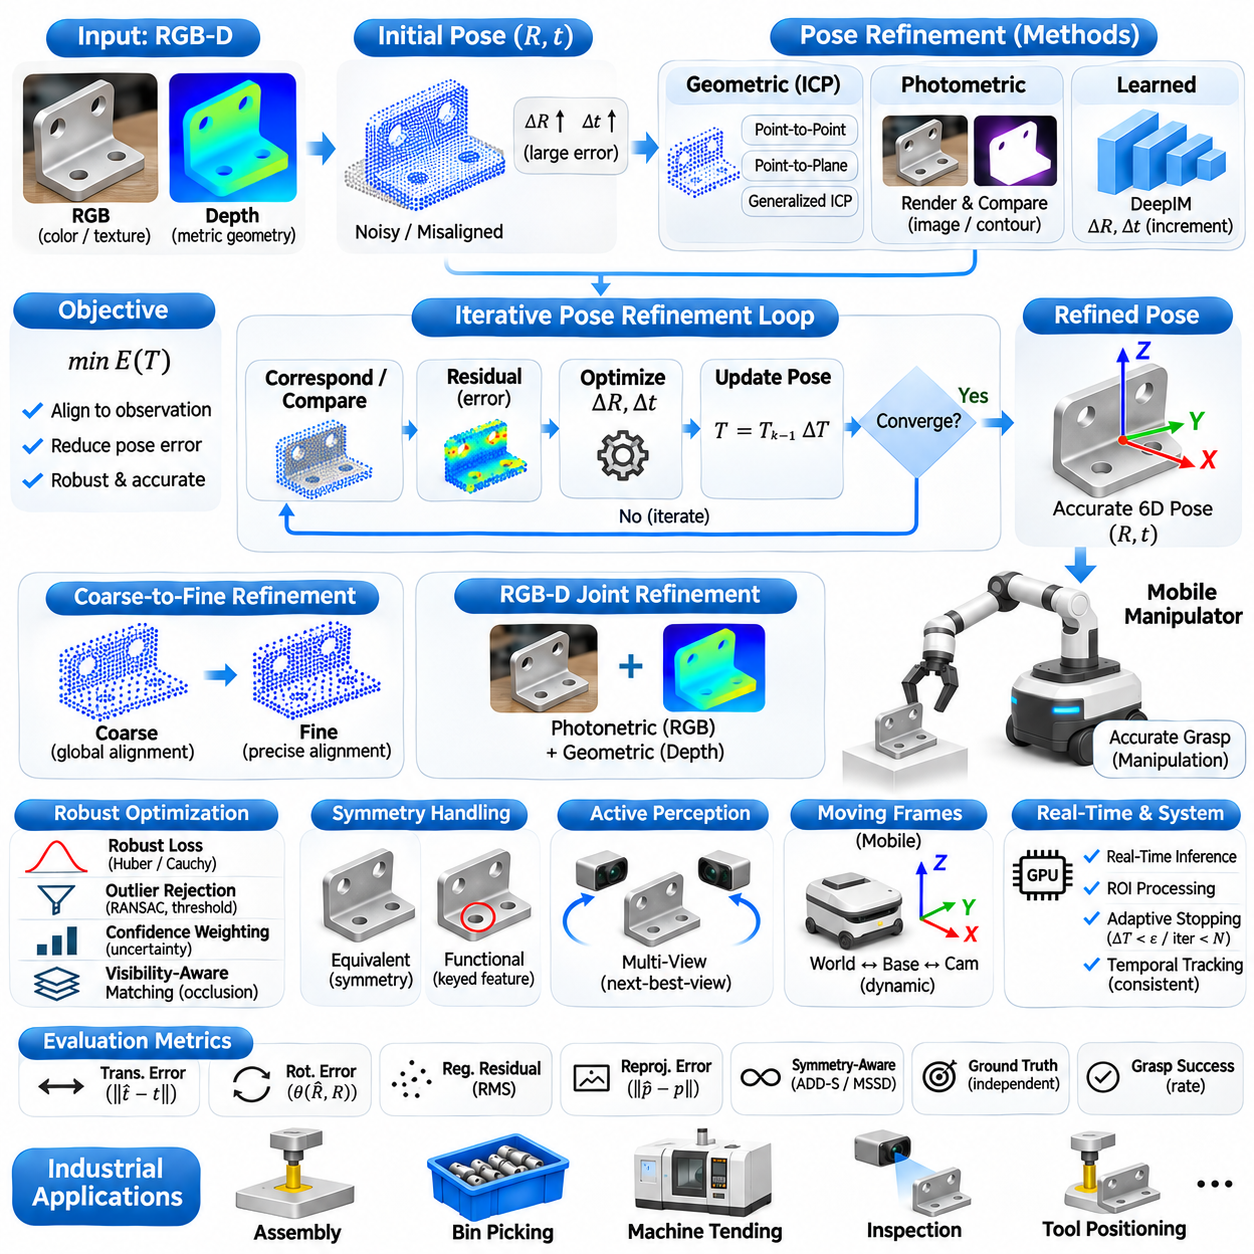 Input: RGB-D
RGB
(color / texture)
Depth
(metric geometry)
Initial Pose (R, t)
ΔR ↑ Δt ↑
(large error)
Noisy / Misaligned
Pose Refinement (Methods)
Geometric (ICP)
Point-to-Point
Point-to-Plane
Generalized ICP
Photometric
Render & Compare
(image / contour)
Learned
DeepIM
ΔR, Δt (increment)
Objective
min E(T)
Align to observation
Reduce pose error
Robust & accurate
Iterative Pose Refinement Loop
Correspond /
Compare
Residual
(error)
Optimize
ΔR, Δt
Update Pose
T = Tₖ₋₁ ΔT
Converge?
Yes
No (iterate)
Refined Pose
Z
Y
X
Accurate 6D Pose
(R, t)
Coarse-to-Fine Refinement
Coarse
(global alignment)
Fine
(precise alignment)
RGB-D Joint Refinement
+
Photonetric (RGB)
+ Geometric (Depth)
Mobile
Manipulator
Accurate Grasp
(Manipulation)
Robust Optimization
Robust Loss
(Huber / Cauchy)
Outlier Rejection
(RANSAC, threshold)
Confidence Weighting
(uncertainty)
Visibility-Aware
Matching (occlusion)
Symmetry Handling
Equivalent
(symmetry)
Functional
(keyed feature)
Active Perception
Multi-View
(next-best-view)
Moving Frames
(Mobile)
Z
Y
X
World ↔ Base ↔ Cam
(dynamic)
Real-Time & System
GPU
Real-Time Inference
ROI Processing
Adaptive Stopping
(ΔT < ε / iter < N)
Temporal Tracking
(consistent)
Evaluation Metrics
Trans. Error
(‖t̂ − t‖)
Rot. Error
(θ(R̂, R))
Reg. Residual
(RMS)
Reproj. Error
(‖p̂ − p‖)
Symmetry-Aware
(ADD-S / MSSD)
Ground Truth
(independent)
Grasp Success
(rate)
Industrial
Applications
Assembly
Bin Picking
Machine Tending
Inspection
Tool Positioning
...